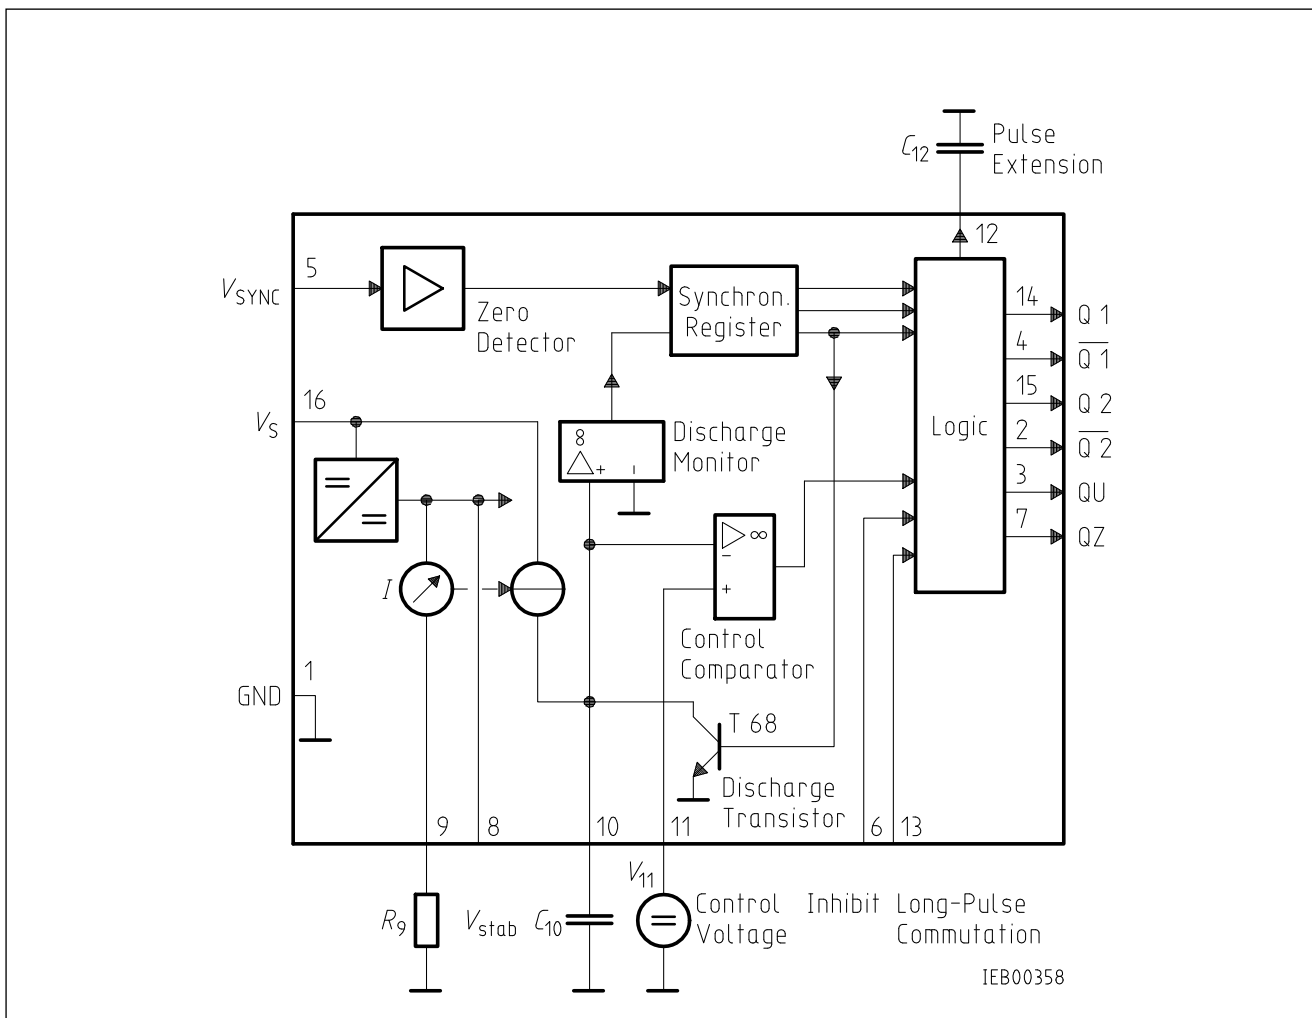 C12
Pulse
Extension
12
5
VSYNC
Zero
Detector
Synchron.
Register
14
Q 1
4
Q̅ 1̅
15
Q 2
2
Q̅ 2̅
3
QU
7
QZ
Logic
16
VS
8
+ -
Discharge
Monitor
=
=
∞
-
+
I
Control
Comparator
1
GND
T 68
Discharge
Transistor
9
8
10
11
6
13
V11
R9
Vstab
C10
=
Control
Voltage
Inhibit
Long-Pulse
Commutation
IEB00358